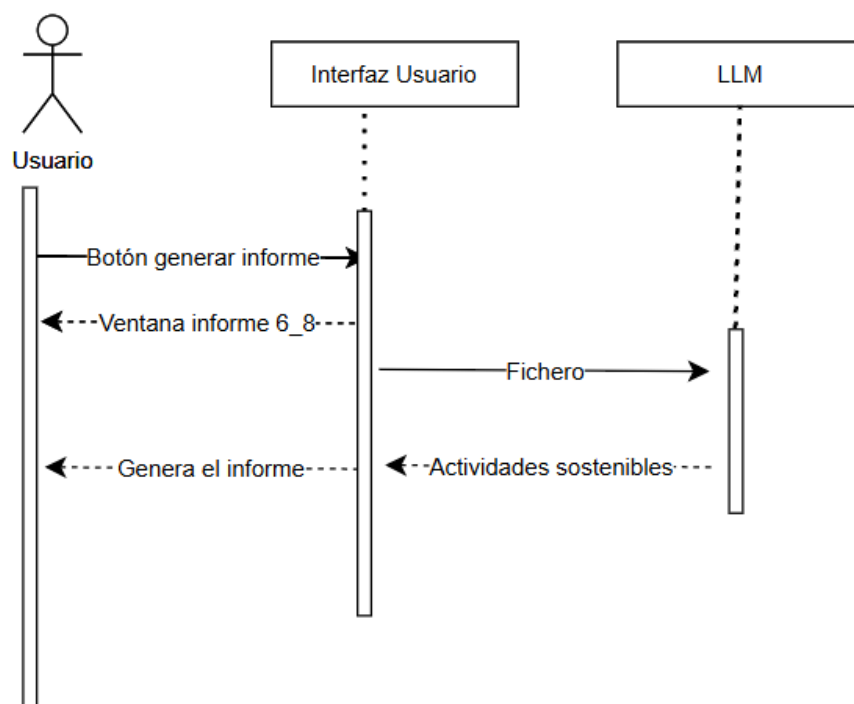 Interfaz Usuario
LLM
Usuario
Botón generar informe
Ventana informe 6_8
Fichero
Genera el informe
Actividades sostenibles